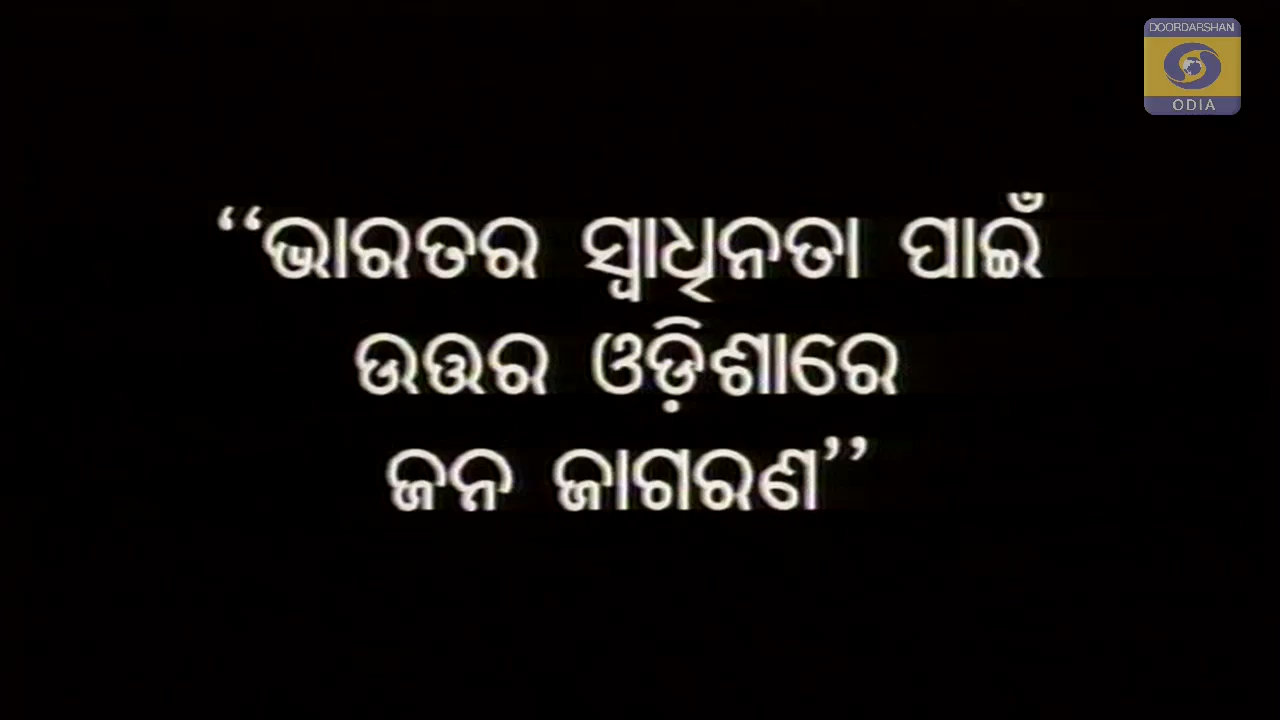 DOORDARSHAN
ODIA
‘‘ଭାରତର ସ୍ୱାଧିନତା ପାଇଁ
ଉତ୍ତର ଓଡ଼ିଶାରେ
ଜନ ଜାଗରଣ’’